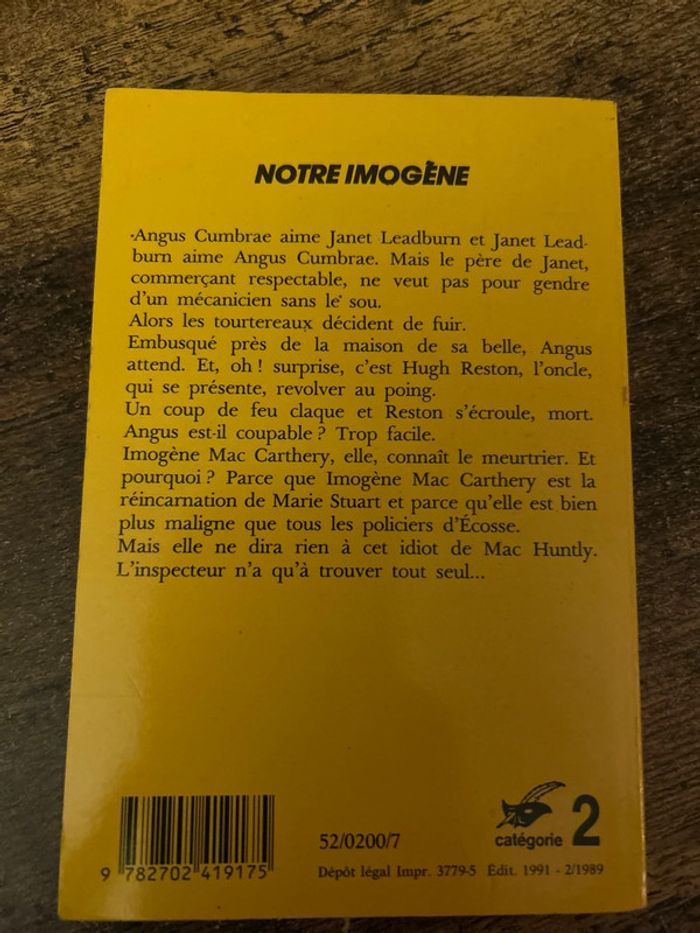 NOTRE IMOGÈNE
Angus Cumbrae aime Janet Leadburn et Janet Lead-
burn aime Angus Cumbrae. Mais le père de Janet,
commerçant respectable, ne veut pas pour gendre
d'un mécanicien sans le sou.
Alors les tourtereaux décident de fuir.
Embusqué près de la maison de sa belle, Angus
attend. Et, oh ! surprise, c'est Hugh Reston, l'oncle,
qui se présente, revolver au poing.
Un coup de feu claque et Reston s'écroule, mort.
Angus est-il coupable ? Trop facile.
Imogène Mac Carthery, elle, connaît le meurtrier. Et
pourquoi ? Parce que Imogène Mac Carthery est la
réincarnation de Marie Stuart et parce qu'elle est bien
plus maligne que tous les policiers d'Écosse.
Mais elle ne dira rien à cet idiot de Mac Huntly.
L'inspecteur n'a qu'à trouver tout seul...
9 782702 419175
52/0200/7
catégorie 2
Dépôt légal Impr. 3779-5 Édit. 1991 - 2/1989